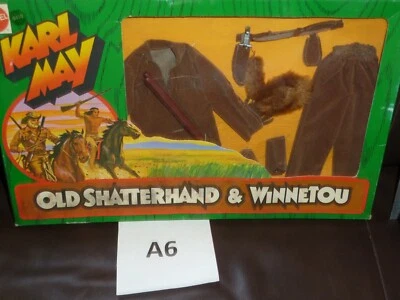 KARL
MAY
OLD SHATTERHAND & WINNETOU
A6